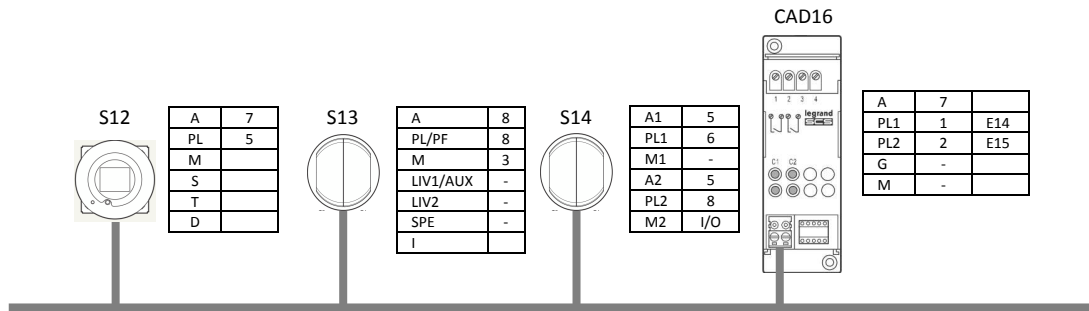 CAD16
1 2 3 4
legrand
C1 C2
S12
A 7
PL 5
M
S
T
D
S13
A 8
PL/PF 8
M 3
LIV1/AUX -
LIV2 -
SPE -
I
S14
A1 5
PL1 6
M1 -
A2 5
PL2 8
M2 I/O
A 7
PL1 1 E14
PL2 2 E15
G -
M -